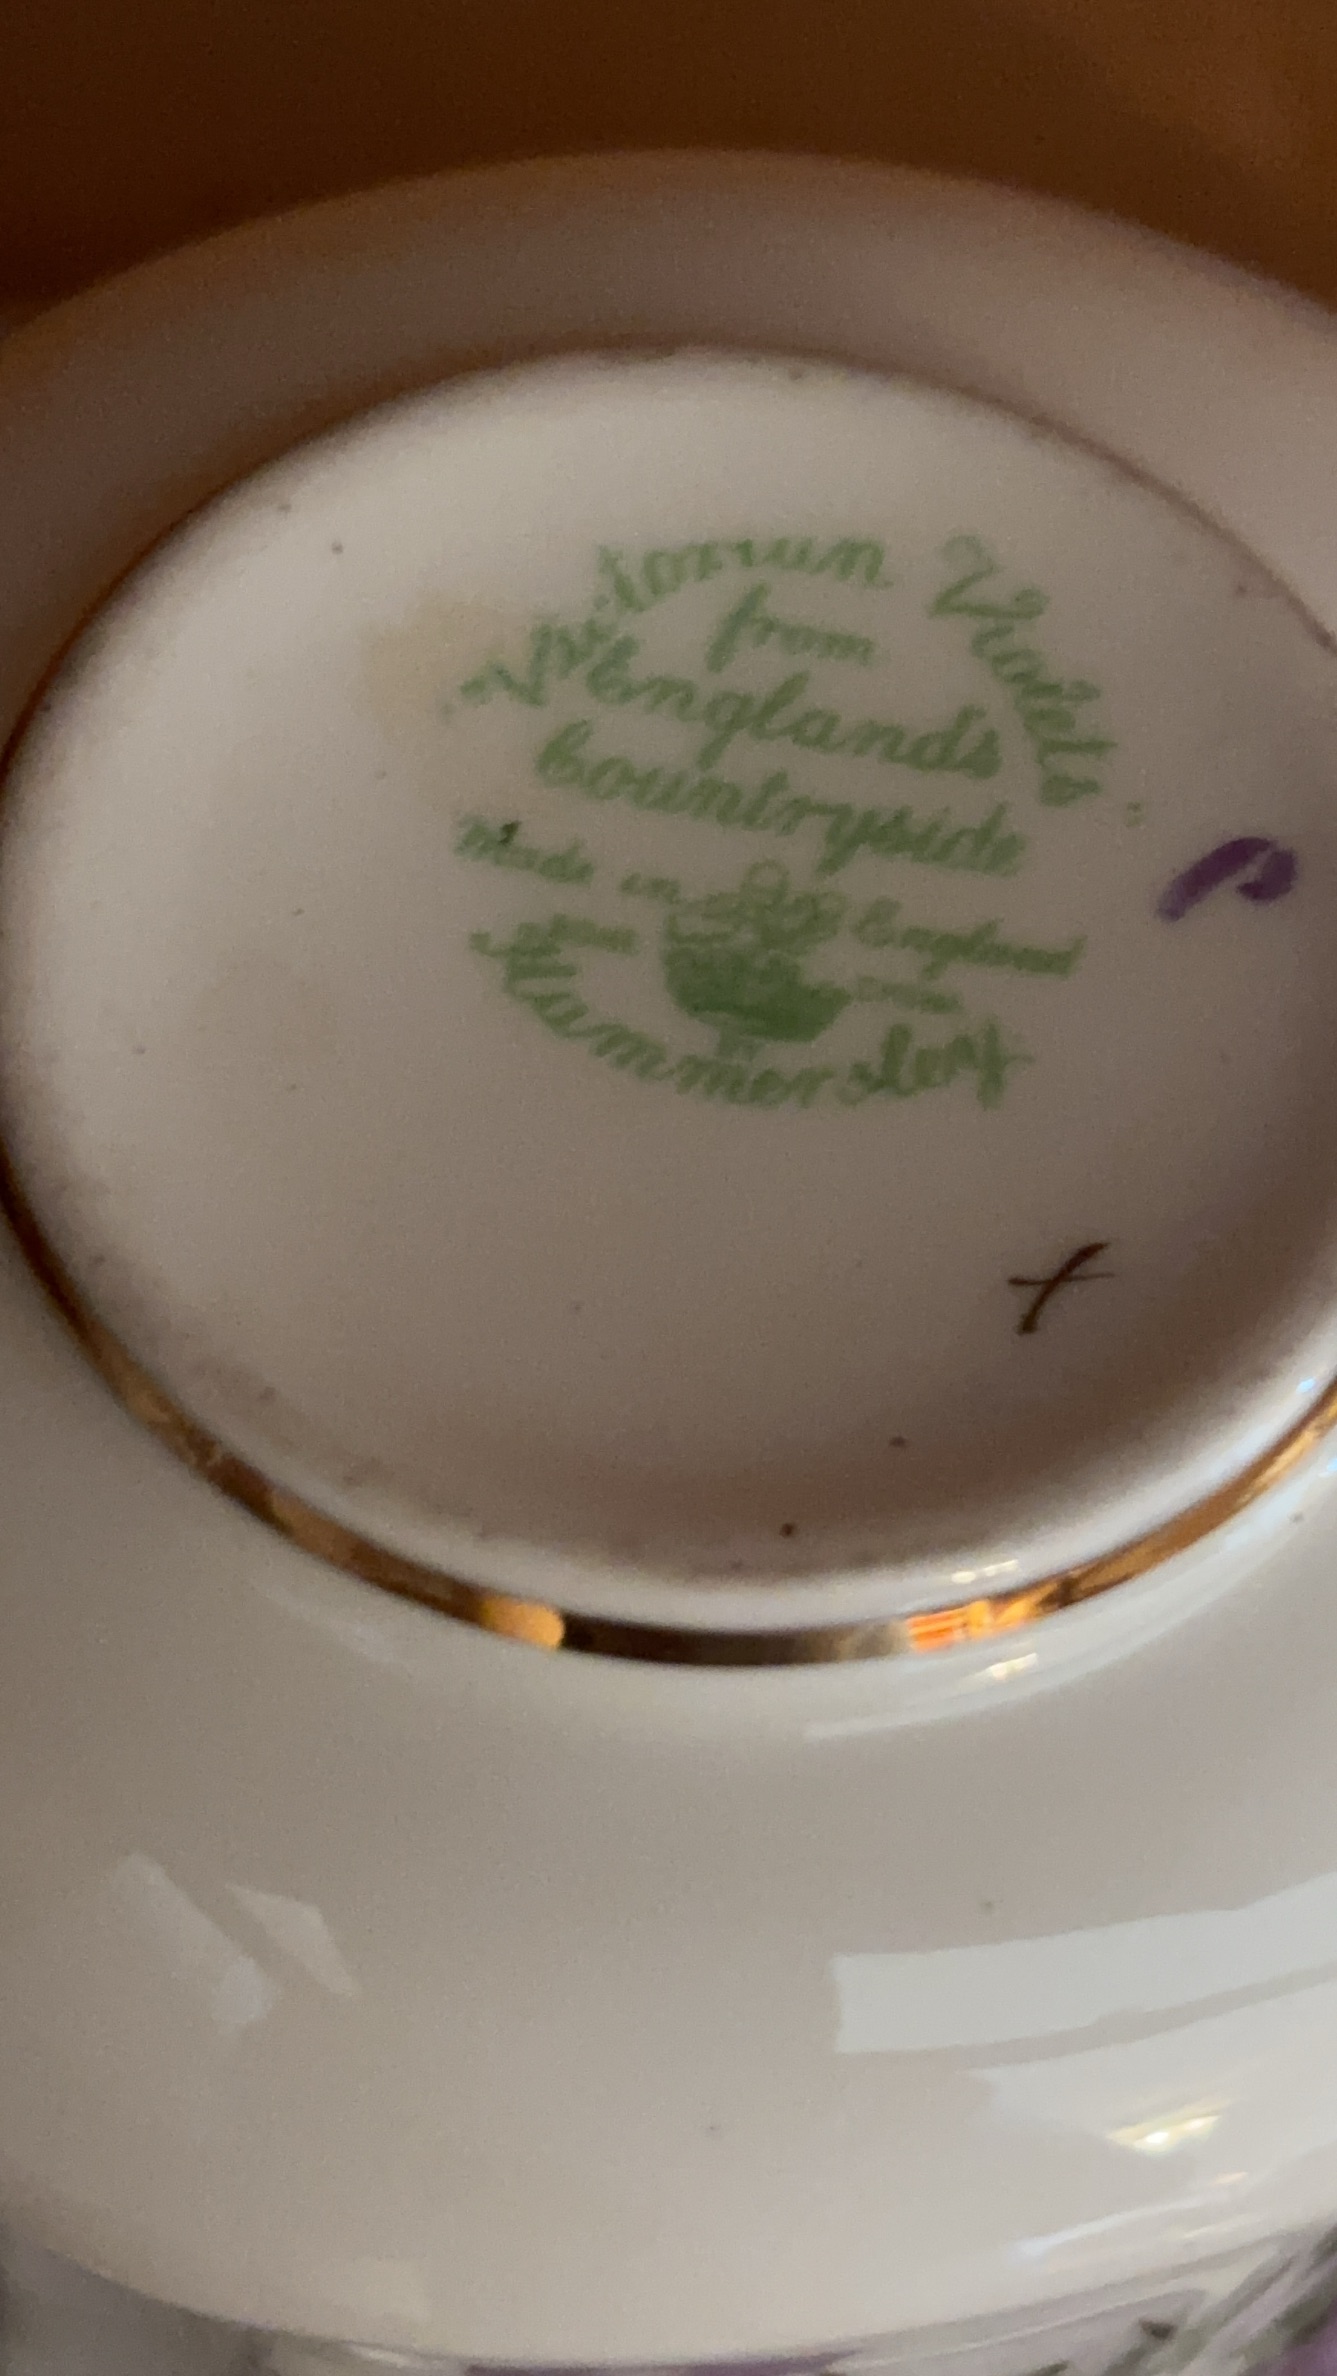 Victorian Violets
from
Englands
Countryside
Made in England
Hammersley